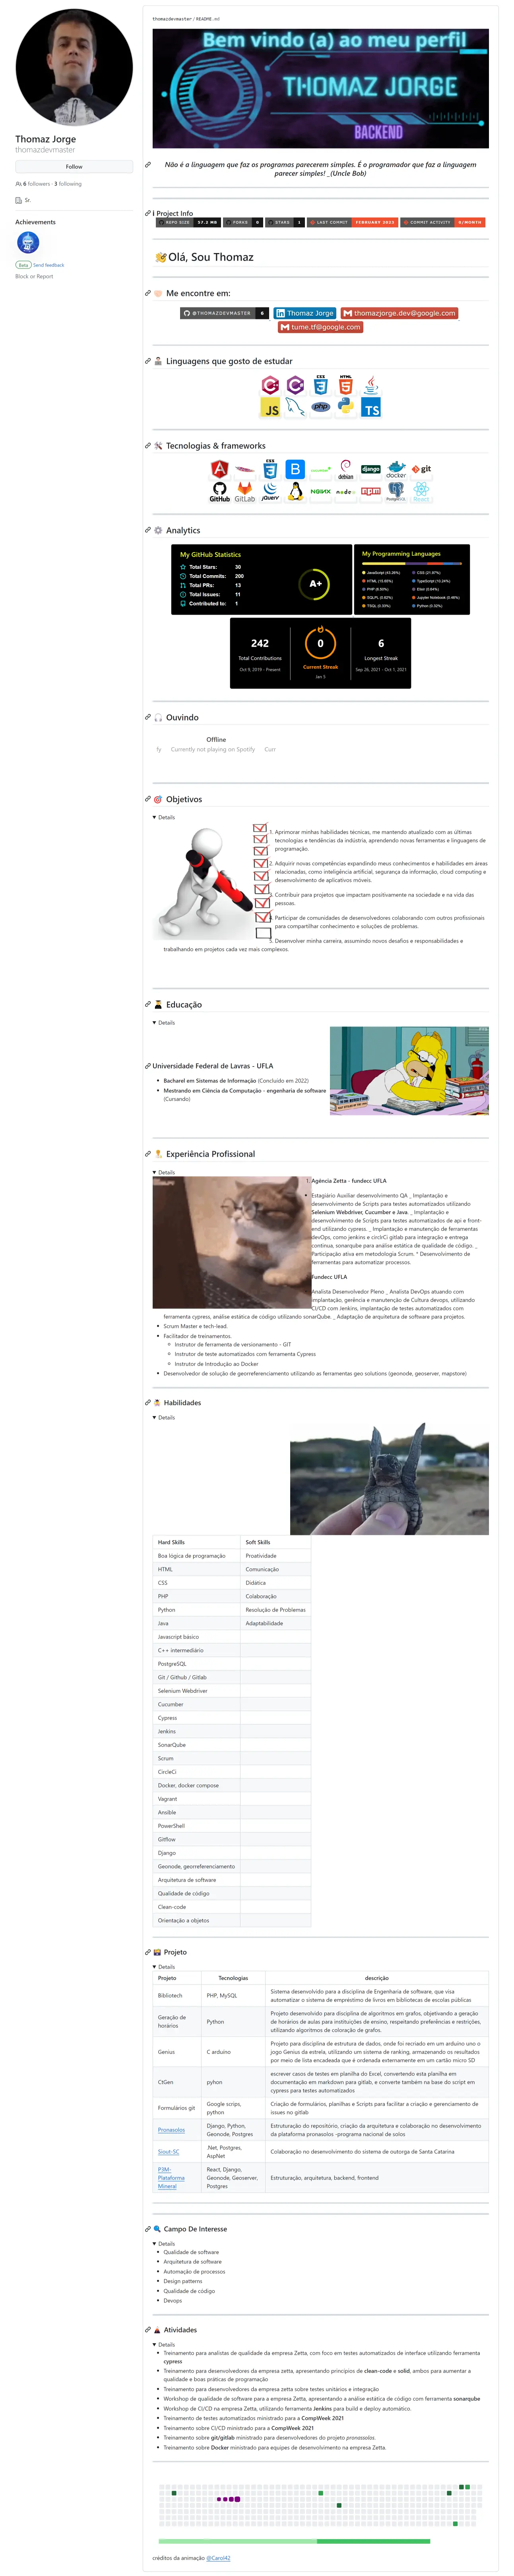 Thomaz Jorge
thomazdevmaster
Follow
6 followers · 3 following
Sr.
Achievements
Beta Send feedback
Block or Report
thomazdevmaster / README.md
Bem vindo (a) ao meu perfil
THOMAZ JORGE
BACKEND
Não é a linguagem que faz os programas parecerem simples. É o programador que faz a linguagem
parecer simples! _(Uncle Bob)
Project Info
REPO SIZE 57.2 MB FORKS 0 STARS 1 LAST COMMIT FEBRUARY 2023 COMMIT ACTIVITY 0/MONTH
Olá, Sou Thomaz
Me encontre em:
@THOMAZDEVMASTER 6 Thomaz Jorge thomazjorge.dev@google.com
tume.tf@google.com
Linguagens que gosto de estudar
CSS HTML
JS php TS
Tecnologias & frameworks
CSS B debian django docker git
GitHub GitLab jQuery NGINX node npm PostgreSQL React
Analytics
My GitHub Statistics
Total Stars: 30
Total Commits: 200
Total PRs: 13
Total Issues: 11
Contributed to: 1
A+
My Programming Languages
242
Total Contributions
Oct 9, 2019 - Present
0
Current Streak
Jan 5
6
Longest Streak
Sep 26, 2021 - Oct 1, 2021
Ouvindo
Offline
fy Currently not playing on Spotify Curr
Objetivos
Details
1. Aprimorar minhas habilidades técnicas, me mantendo atualizado com as últimas
tecnologias e tendências da indústria, aprendendo novas ferramentas e linguagens de
programação.
2. Adquirir novas competências expandindo meus conhecimentos e habilidades em áreas
relacionadas, como inteligência artificial, segurança da informação, cloud computing e
desenvolvimento de aplicativos móveis.
3. Contribuir para projetos que impactam positivamente na sociedade e na vida das
pessoas.
4. Participar de comunidades de desenvolvedores colaborando com outros profissionais
para compartilhar conhecimento e soluções de problemas.
5. Desenvolver minha carreira, assumindo novos desafios e responsabilidades e
trabalhando em projetos cada vez mais complexos.
Educação
Details
Universidade Federal de Lavras - UFLA
Bacharel em Sistemas de Informação (Concluído em 2022)
Mestrando em Ciência da Computação - engenharia de software
(Cursando)
Experiência Profissional
Details
1. Agência Zetta - fundecc UFLA
Estagiário Auxiliar desenvolvimento QA _ Implantação e
desenvolvimento de Scripts para testes automatizados utilizando
Selenium Webdriver, Cucumber e Java. _ Implantação e
desenvolvimento de Scripts para testes automatizados de api e front-
end utilizando cypress. _ Implantação e manutenção de ferramentas
devOps, como jenkins e circlrCi gitlab para integração e entrega
contínua, sonarqube para análise estática de qualidade de código. _
Participação ativa em metodologia Scrum. * Desenvolvimento de
ferramentas para automatizar processos.
Fundecc UFLA
Analista Desenvolvedor Pleno _ Analista DevOps atuando com
implantação, gerência e manutenção de Cultura devops, utilizando
CI/CD com Jenkins, implantação de testes automatizados com
ferramenta cypress, análise estática de código utilizando sonarQube. _ Adaptação de arquitetura de software para projetos.
Scrum Master e tech-lead.
Facilitador de treinamentos.
Instrutor de ferramenta de versionamento - GIT
Instrutor de teste automatizados com ferramenta Cypress
Instrutor de Introdução ao Docker
Desenvolvedor de solução de georreferenciamento utilizando as ferramentas geo solutions (geonode, geoserver, mapstore)
Habilidades
Details
Hard Skills Soft Skills
Boa lógica de programação Proatividade
HTML Comunicação
CSS Didática
PHP Colaboração
Python Resolução de Problemas
Java Adaptabilidade
Javascript básico
C++ intermediário
PostgreSQL
Git / Github / Gitlab
Selenium Webdriver
Cucumber
Cypress
Jenkins
SonarQube
Scrum
CircleCi
Docker, docker compose
Vagrant
Ansible
PowerShell
Gitflow
Django
Geonode, georreferenciamento
Arquitetura de software
Qualidade de código
Clean-code
Orientação a objetos
Projeto
Details
Projeto Tecnologias descrição
Bibliotech PHP, MySQL Sistema desenvolvido para a disciplina de Engenharia de software, que visa
automatizar o sistema de empréstimo de livros em bibliotecas de escolas públicas
Geração de horários Python Projeto desenvolvido para disciplina de algoritmos em grafos, objetivando a geração
de horários de aulas para instituições de ensino, respeitando preferências e restrições,
utilizando algoritmos de coloração de grafos.
Genius C arduino Projeto para disciplina de estrutura de dados, onde foi recriado em um arduino uno o
jogo Genius da estrela, utilizando um sistema de ranking, armazenando os resultados
por meio de lista encadeada que é ordenada externamente em um cartão micro SD
CtGen pyhon escrever casos de testes em planilha do Excel, convertendo esta planilha em
documentação em markdown para gitlab, e converte também na base do script em
cypress para testes automatizados
Formulários git Google scrips, python Criação de formulários, planilhas e Scripts para facilitar a criação e gerenciamento de
issues no gitlab
Pronasolos Django, Python, Geonode, Postgres Estruturação do repositório, criação da arquitetura e colaboração no desenvolvimento
da plataforma pronasolos -programa nacional de solos
Siout-SC .Net, Postgres, AspNet Colaboração no desenvolvimento do sistema de outorga de Santa Catarina
P3M- Plataforma Mineral React, Django, Geonode, Geoserver, Postgres Estruturação, arquitetura, backend, frontend
Campo De Interesse
Details
Qualidade de software
Arquitetura de software
Automação de processos
Design patterns
Qualidade de código
Devops
Atividades
Details
Treinamento para analistas de qualidade da empresa Zetta, com foco em testes automatizados de interface utilizando ferramenta
cypress
Treinamento para desenvolvedores da empresa zetta, apresentando princípios de clean-code e solid, ambos para aumentar a
qualidade e boas práticas de programação
Treinamento para desenvolvedores da empresa zetta sobre testes unitários e integração
Workshop de qualidade de software para a empresa Zetta, apresentando a análise estática de código com ferramenta sonarqube
Workshop de CI/CD na empresa Zetta, utilizando ferramenta Jenkins para build e deploy automático.
Treinamento de testes automatizados ministrado para a CompWeek 2021
Treinamento sobre CI/CD ministrado para a CompWeek 2021
Treinamento sobre git/gitlab ministrado para desenvolvedores do projeto pronassolos.
Treinamento sobre Docker ministrado para equipes de desenvolvimento na empresa Zetta.
créditos da animação @Carol42